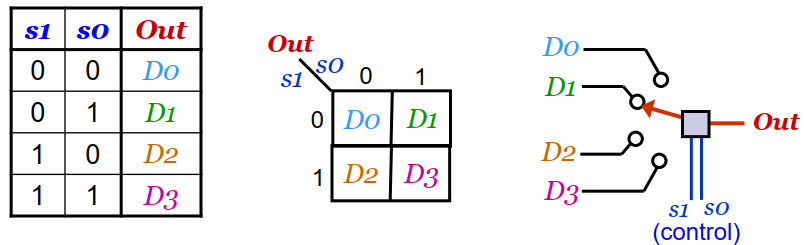 s1 s0 Out
0 0 D0
0 1 D1
1 0 D2
1 1 D3
Out
s1 s0 0 1
0 D0 D1
1 D2 D3
D0
D1
Out
D2
D3
s1 s0
(control)